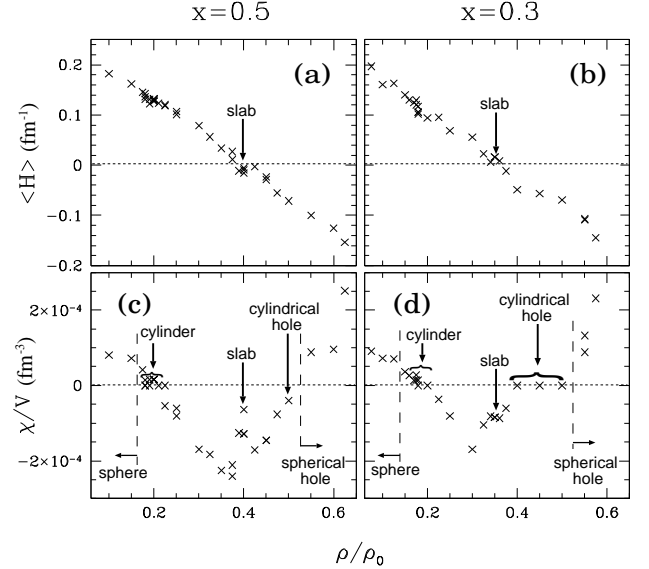 x=0.5
x=0.3
<H> (fm⁻¹)
0.2
0.1
0
-0.1
-0.2
(a)
slab
(b)
slab
χ/V (fm⁻³)
2×10⁻⁴
0
-2×10⁻⁴
(c)
cylinder
slab
cylindrical
hole
sphere
spherical
hole
(d)
cylinder
slab
cylindrical
hole
sphere
spherical
hole
0.2
0.4
0.6
0.2
0.4
0.6
ρ/ρ₀